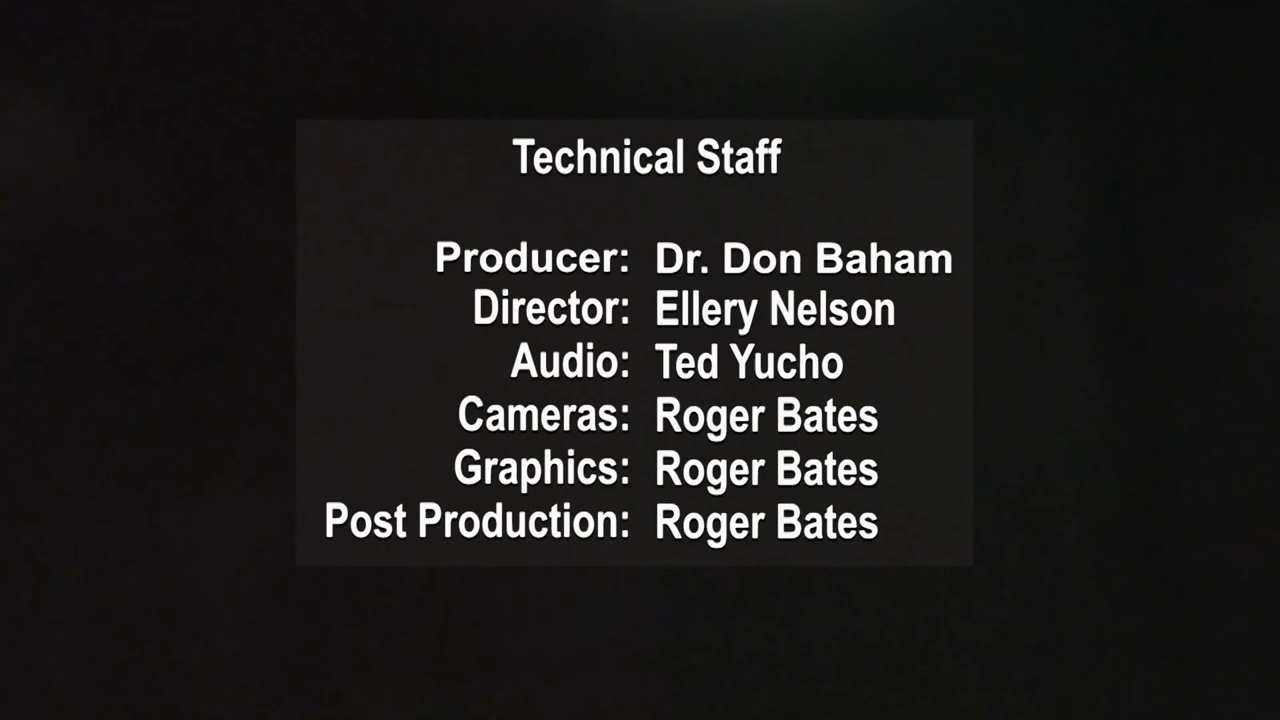 Technical Staff
Producer: Dr. Don Baham
Director: Ellery Nelson
Audio: Ted Yucho
Cameras: Roger Bates
Graphics: Roger Bates
Post Production: Roger Bates